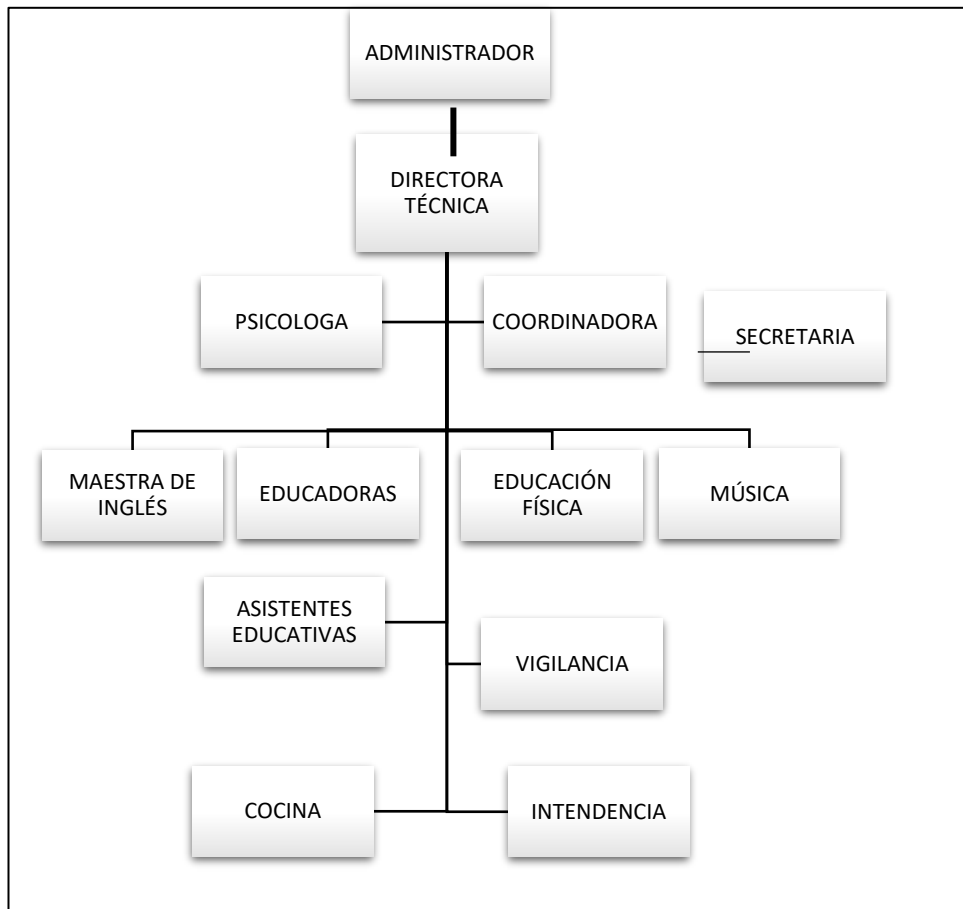 ADMINISTRADOR
DIRECTORA
TÉCNICA
PSICOLOGA
COORDINADORA
SECRETARIA
MAESTRA DE
INGLÉS
EDUCADORAS
EDUCACIÓN
FÍSICA
MÚSICA
ASISTENTES
EDUCATIVAS
VIGILANCIA
COCINA
INTENDENCIA